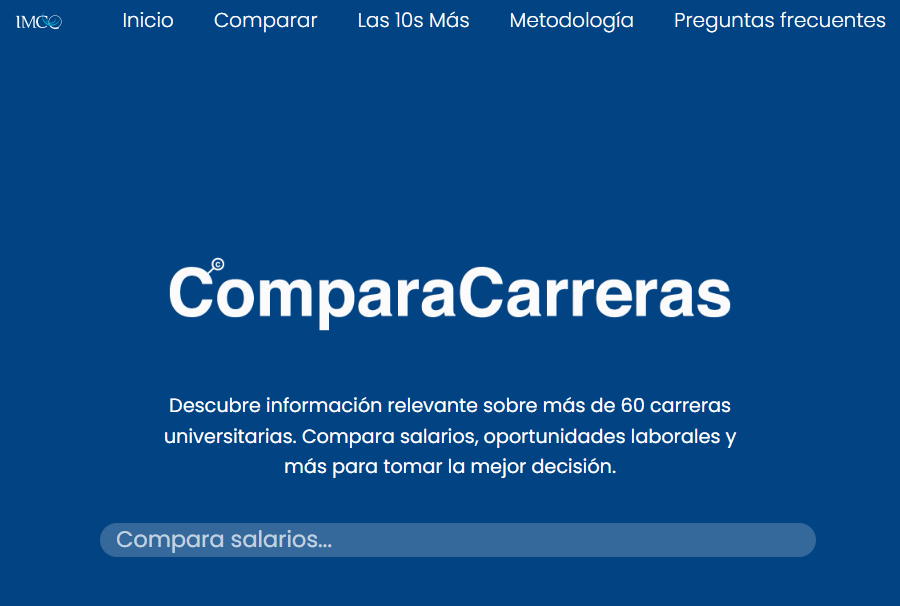 IMCO
Inicio
Comparar
Las 10s Más
Metodología
Preguntas frecuentes
©
ComparaCarreras
Descubre información relevante sobre más de 60 carreras
universitarias. Compara salarios, oportunidades laborales y
más para tomar la mejor decisión.
Compara salarios...